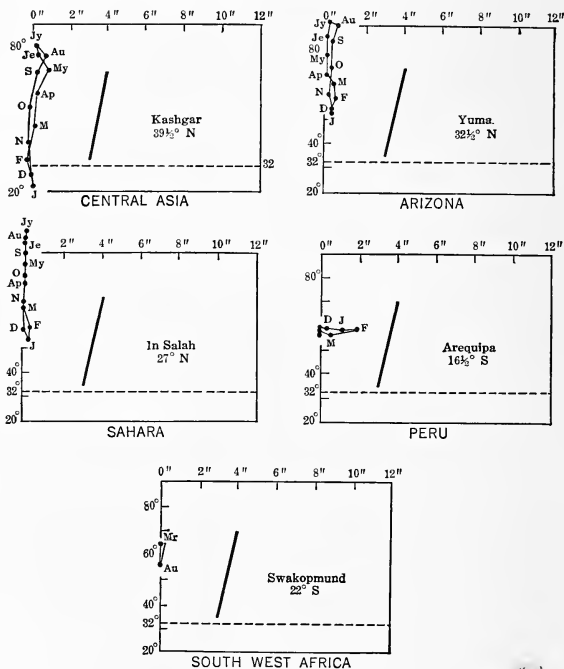 0" 2" 4" 6" 8" 10" 12"
80°
Jy
Je Au
S My
Ap
O
M
N
F
D
J
20°
32
Kashgar
39½° N
CENTRAL ASIA
0" 2" 4" 6" 8" 10" 12"
Jy Au
Je S
80
My
O
Ap M
N F
D
J
40°
32°
20°
Yuma.
32½° N
ARIZONA
Jy
Au Je
S
My
O
Ap
N
M
D F
J
2" 4" 6" 8" 10" 12"
40°
32°
20°
In Salah
27° N
SAHARA
0" 2" 4" 6" 8" 10" 12"
80°
D J F
M
40°
32°
20°
Arequipa
16½° S
PERU
0" 2" 4" 6" 8" 10" 12"
80°
Mr
60°
Au
40°
32°
20°
Swakopmund
22° S
SOUTH WEST AFRICA